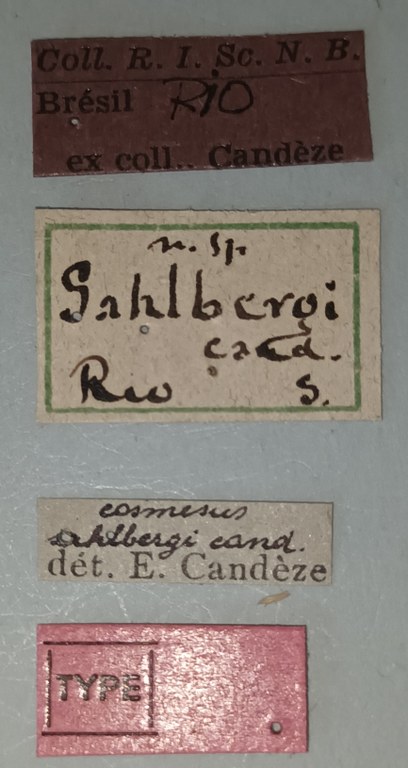 Coll. R. I. Sc. N. B.
Brésil RIO
ex coll.. Candèze
n. sp.
Sahlbergi
cand.
Rio S.
cosmesus
sahlbergi cand.
dét. E. Candèze
TYPE